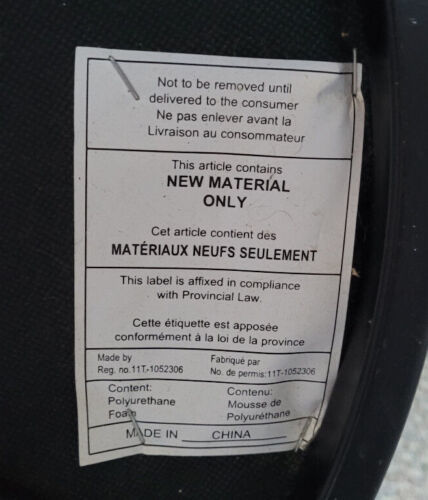 Not to be removed until
delivered to the consumer
Ne pas enlever avant la
Livraison au consommateur
This article contains
NEW MATERIAL
ONLY
Cet article contient des
MATÉRIAUX NEUFS SEULEMENT
This label is affixed in compliance
with Provincial Law.
Cette étiquette est apposée
conformément à la loi de la province
Made by
Reg. no.11T-1052306
Fabriqué par
No. de permis:11T-1052306
Content:
Polyurethane
Foam
Contenu:
Mousse de
Polyuréthane
MADE IN CHINA